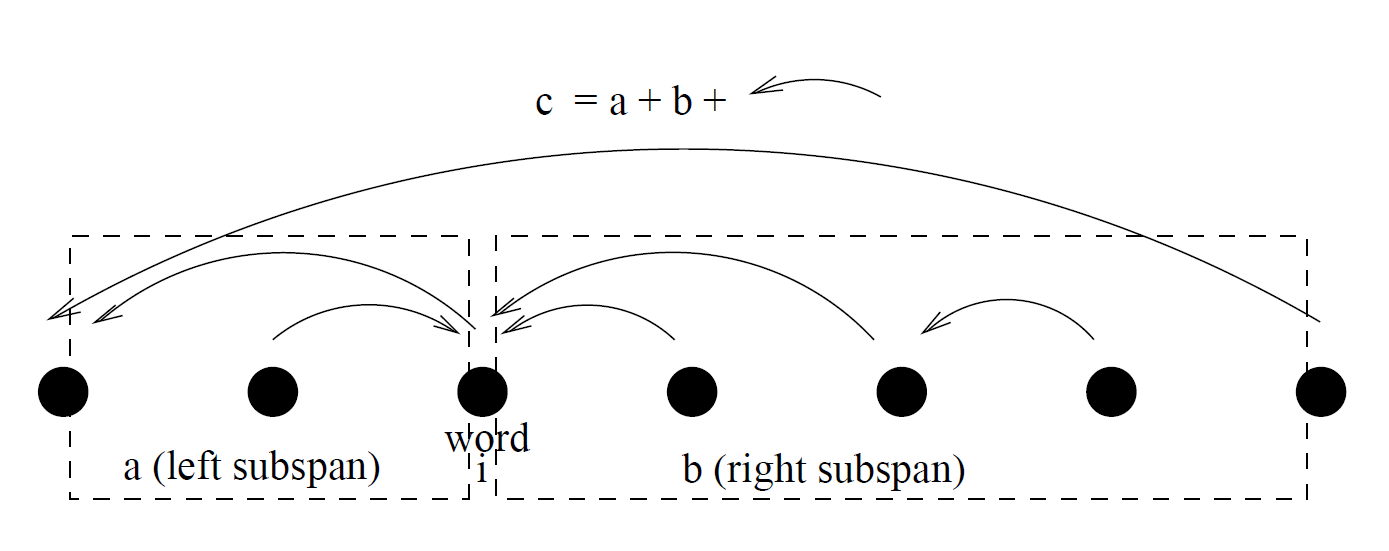 c = a + b +
word
i
a (left subspan)
b (right subspan)